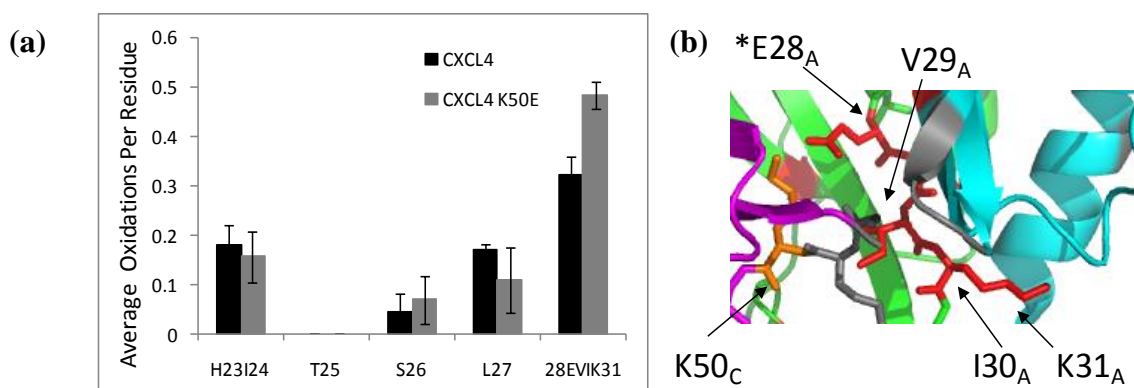 (a)
Average Oxidations Per Residue
0.6
0.5
0.4
0.3
0.2
0.1
0
CXCL4
CXCL4 K50E
H23I24
T25
S26
L27
28EVIK31
(b)
*E28A
V29A
K50C
I30A
K31A